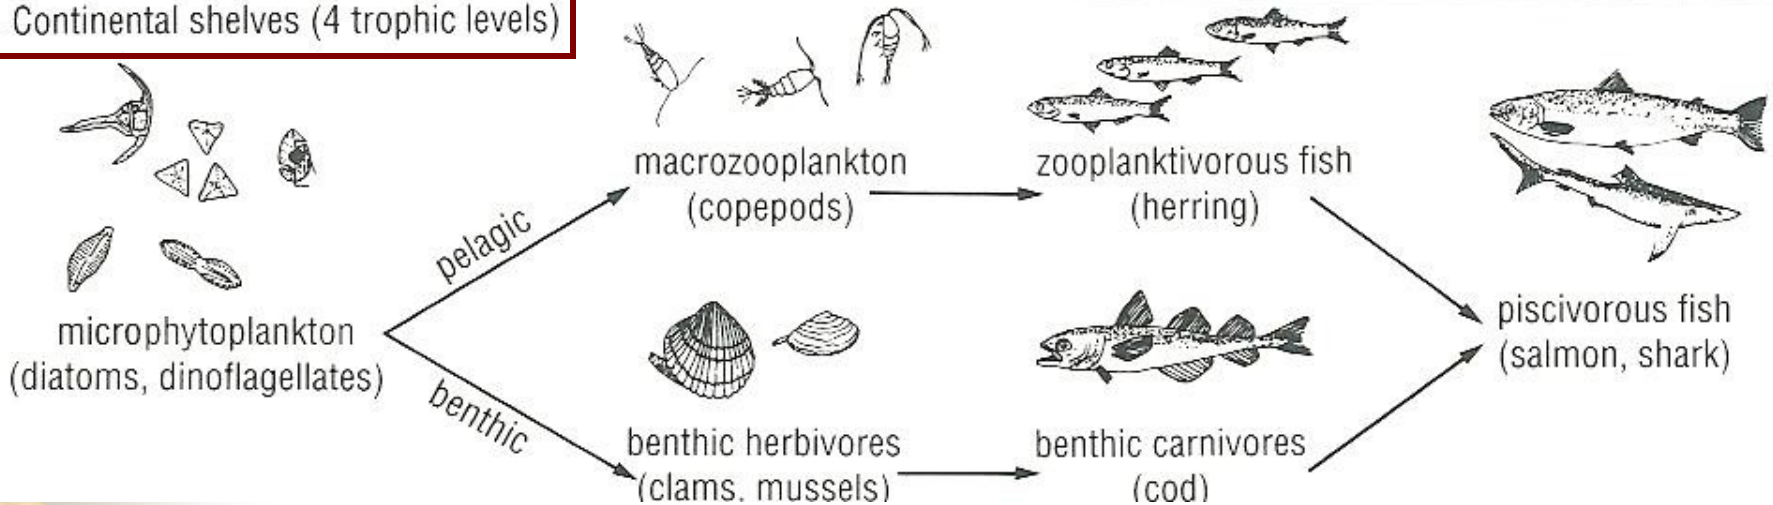 Continental shelves (4 trophic levels)
microphytoplankton
(diatoms, dinoflagellates)
pelagic
benthic
macrozooplankton
(copepods)
zooplanktivorous fish
(herring)
benthic herbivores
(clams, mussels)
benthic carnivores
(cod)
piscivorous fish
(salmon, shark)